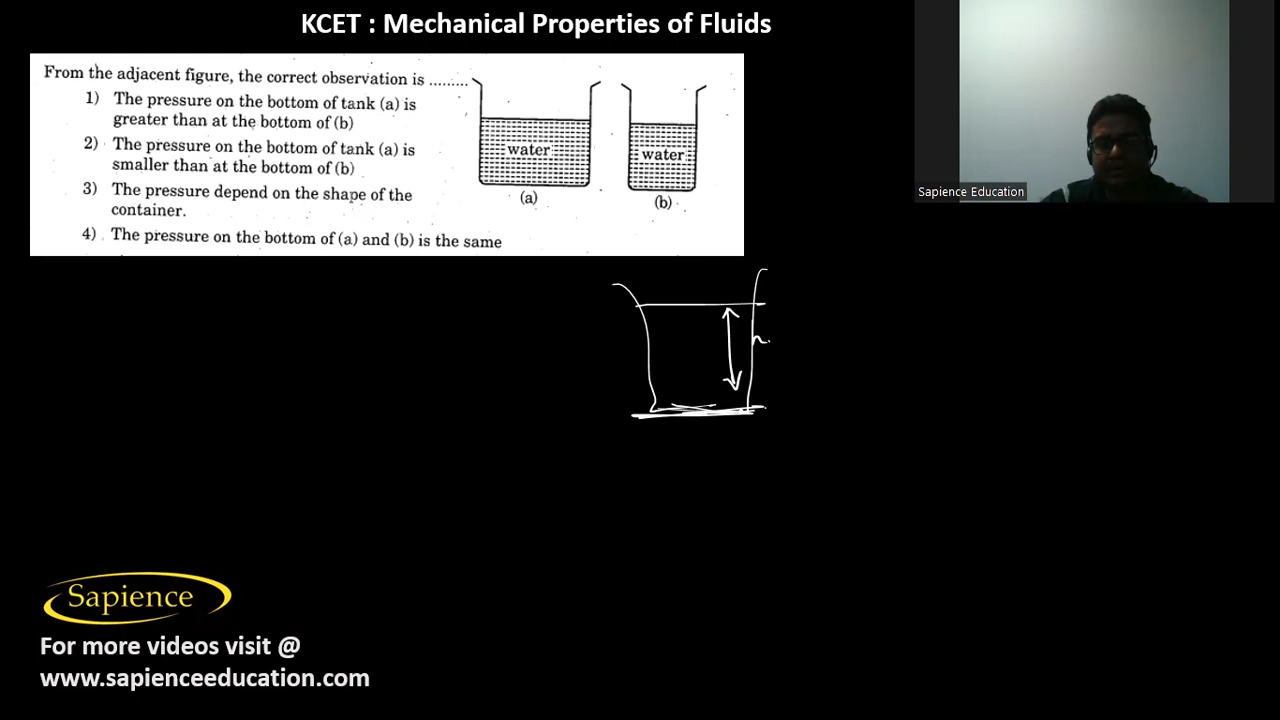 KCET : Mechanical Properties of Fluids
From the adjacent figure, the correct observation is .........
1) The pressure on the bottom of tank (a) is
greater than at the bottom of (b)
2) The pressure on the bottom of tank (a) is
smaller than at the bottom of (b)
3) The pressure depend on the shape of the
container.
4) The pressure on the bottom of (a) and (b) is the same
water
water
(a)
(b)
Sapience Education
h
Sapience
For more videos visit @
www.sapienceeducation.com